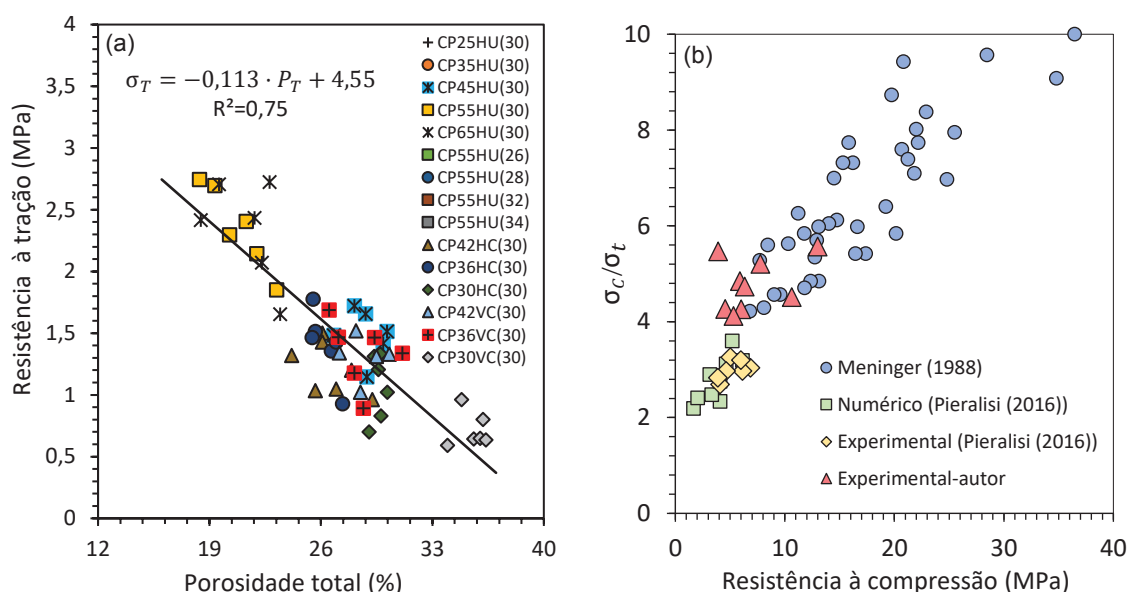 (a)
σ_T = −0,113 · P_T + 4,55
R²=0,75
CP25HU(30)
CP35HU(30)
CP45HU(30)
CP55HU(30)
CP65HU(30)
CP55HU(26)
CP55HU(28)
CP55HU(32)
CP55HU(34)
CP42HC(30)
CP36HC(30)
CP30HC(30)
CP42VC(30)
CP36VC(30)
CP30VC(30)
4
3,5
3
2,5
2
1,5
1
0,5
0
Resistência à tração (MPa)
12 19 26 33 40
Porosidade total (%)
(b)
10
8
6
4
2
0
σ_C/σ_t
Meninger (1988)
Numérico (Pieralisi (2016))
Experimental (Pieralisi (2016))
Experimental-autor
0 10 20 30 40
Resistência à compressão (MPa)